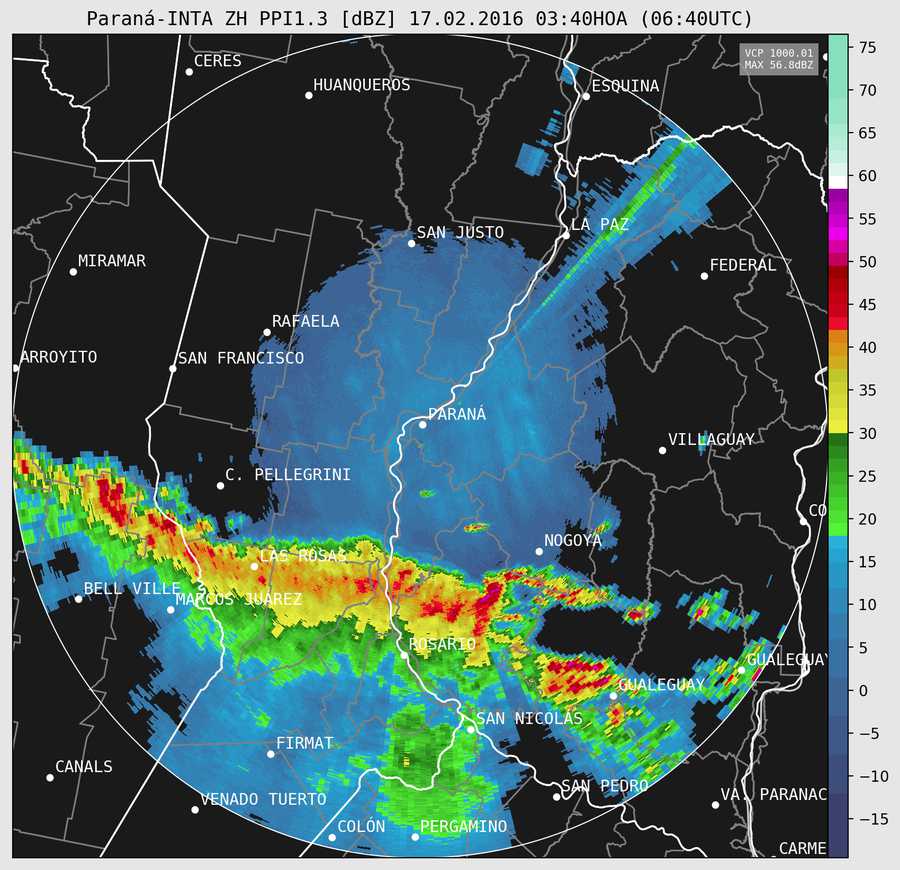 Paraná-INTA ZH PPI1.3 [dBZ] 17.02.2016 03:40HOA (06:40UTC)
VCP 1000.01
MAX 56.8dBZ
75
70
65
60
55
50
45
40
35
30
25
20
15
10
5
0
−5
−10
−15
CERES
HUANQUEROS
ESQUINA
SAN JUSTO
LA PAZ
MIRAMAR
FEDERAL
RAFAELA
ARROYITO
SAN FRANCISCO
PARANÁ
VILLAGUAY
C. PELLEGRINI
CO
NOGOYA
LAS ROSAS
BELL VILLE
MARCOS JUÁREZ
ROSARIO
GUALEGUAY
GUALEGUAY
SAN NICOLÁS
FIRMAT
CANALS
SAN PEDRO
VENADO TUERTO
VA. PARANAC
COLÓN
PERGAMINO
CARME